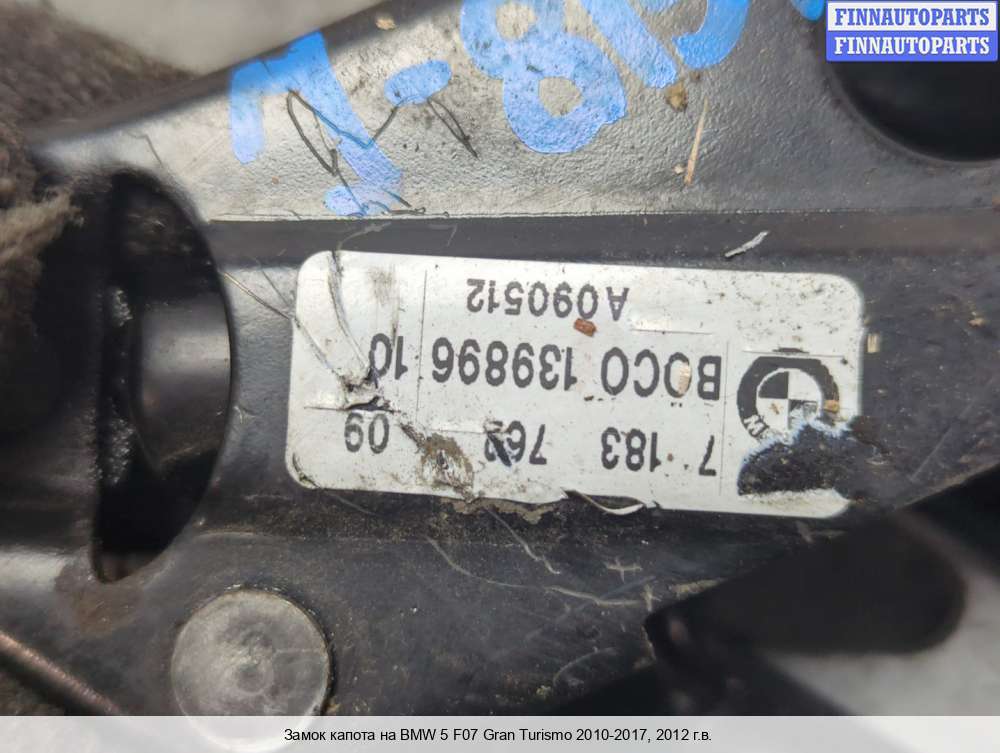 FINNAUTOPARTS
FINNAUTOPARTS
7 183 762 09
BÖCO 139896 10
A090512
Замок капота на BMW 5 F07 Gran Turismo 2010-2017, 2012 г.в.